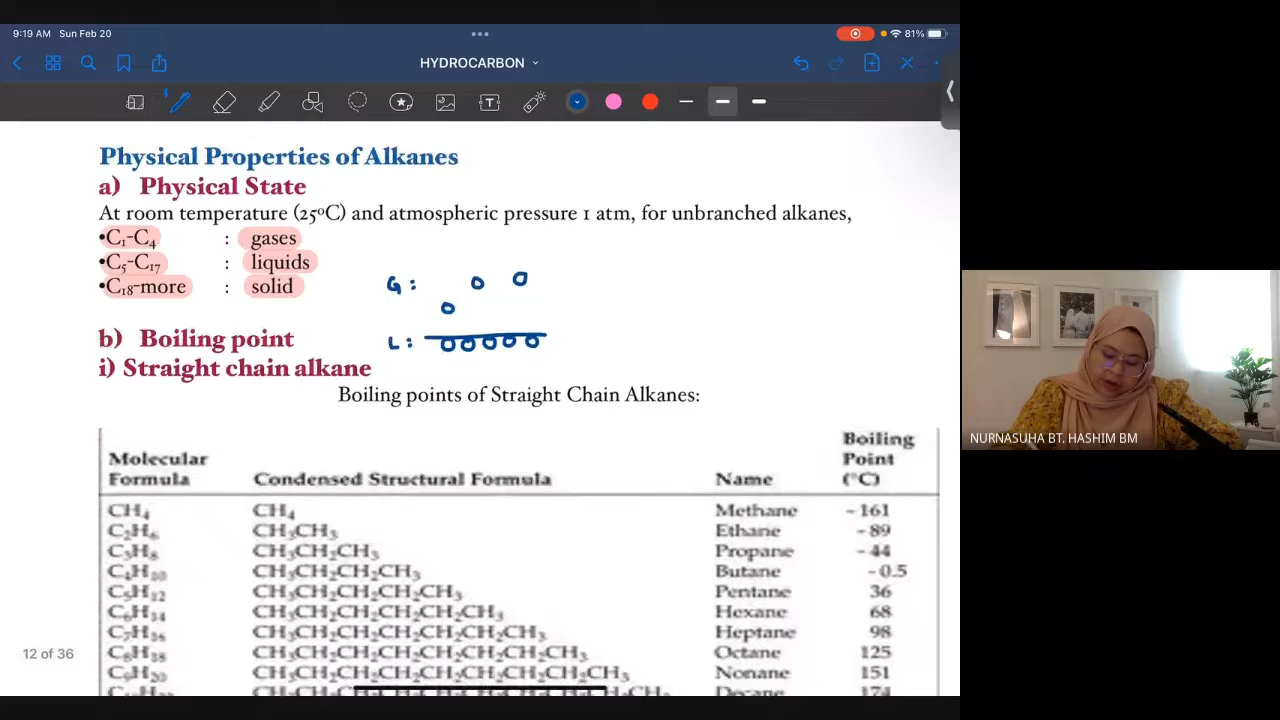 9:19 AM Sun Feb 20
81%
HYDROCARBON
Physical Properties of Alkanes
a) Physical State
At room temperature (25ºC) and atmospheric pressure 1 atm, for unbranched alkanes,
•C₁-C₄ : gases
•C₅-C₁₇ : liquids
•C₁₈-more : solid
G:
L:
b) Boiling point
i) Straight chain alkane
Boiling points of Straight Chain Alkanes:
Molecular Formula Condensed Structural Formula Name Boiling Point (°C)
CH₄ CH₄ Methane -161
C₂H₆ CH₃CH₃ Ethane -89
C₃H₈ CH₃CH₂CH₃ Propane -44
C₄H₁₀ CH₃CH₂CH₂CH₃ Butane -0.5
C₅H₁₂ CH₃CH₂CH₂CH₂CH₃ Pentane 36
C₆H₁₄ CH₃CH₂CH₂CH₂CH₂CH₃ Hexane 68
C₇H₁₆ CH₃CH₂CH₂CH₂CH₂CH₂CH₃ Heptane 98
C₈H₁₈ CH₃CH₂CH₂CH₂CH₂CH₂CH₂CH₃ Octane 125
C₉H₂₀ CH₃CH₂CH₂CH₂CH₂CH₂CH₂CH₂CH₃ Nonane 151
Decane 174
12 of 36
NURNASUHA BT. HASHIM BM